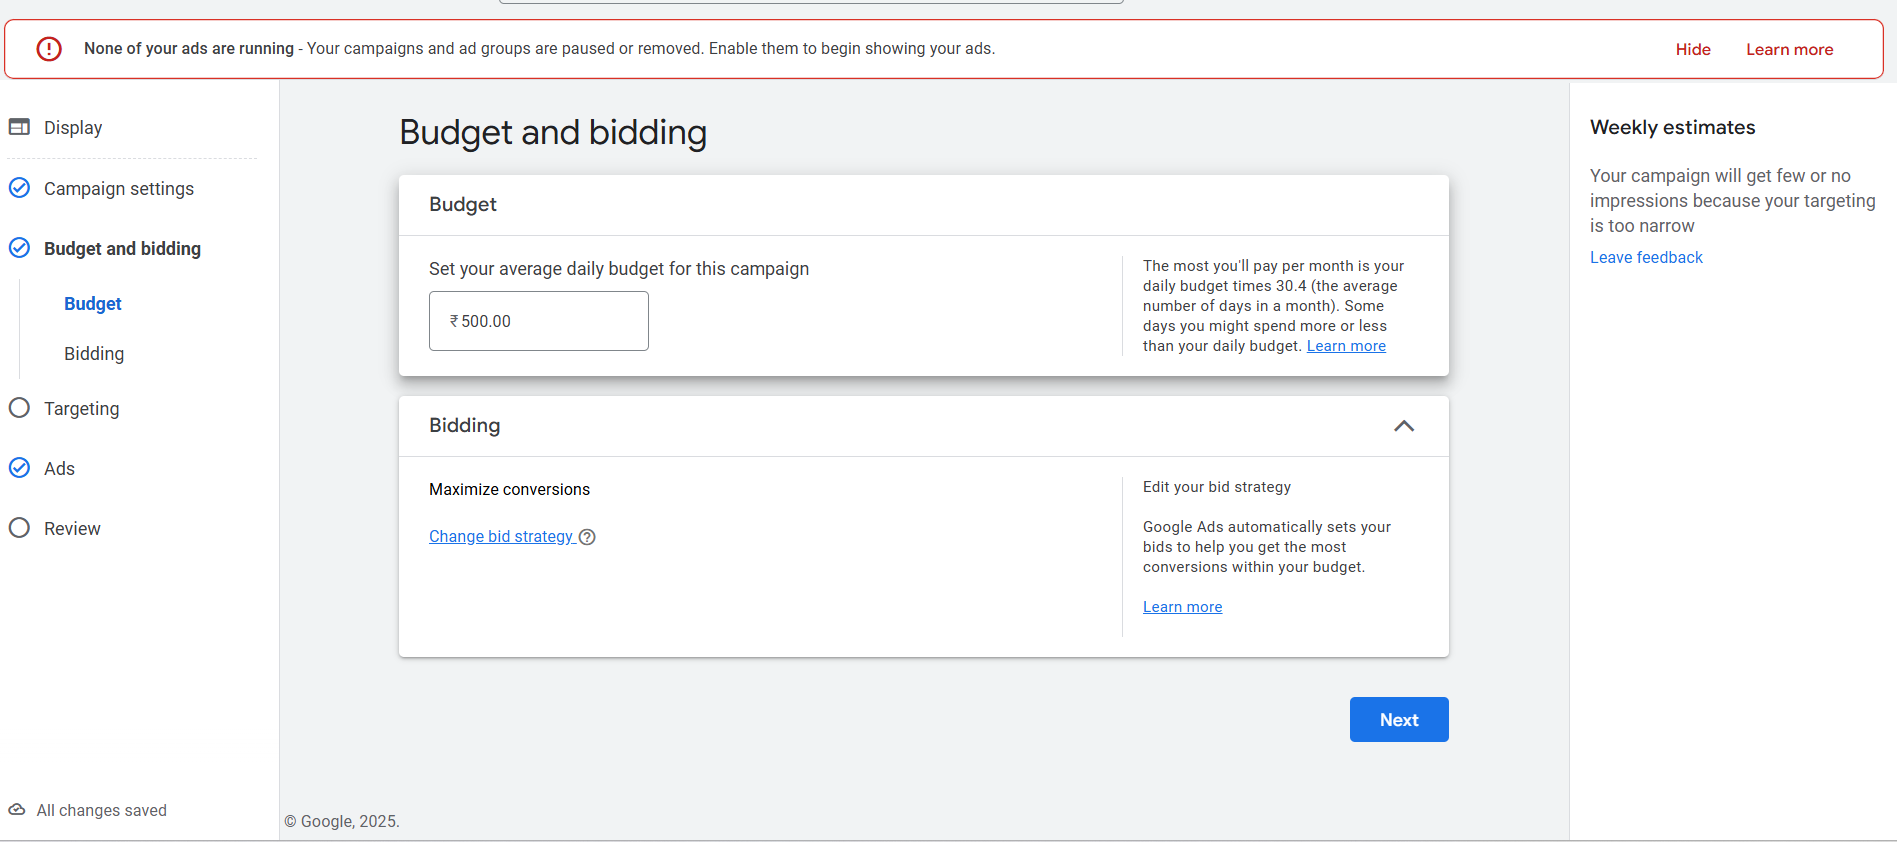 None of your ads are running - Your campaigns and ad groups are paused or removed. Enable them to begin showing your ads.
Hide
Learn more
Display
Campaign settings
Budget and bidding
Budget
Bidding
Targeting
Ads
Review
All changes saved
Budget and bidding
Budget
Set your average daily budget for this campaign
₹ 500.00
The most you'll pay per month is your
daily budget times 30.4 (the average
number of days in a month). Some
days you might spend more or less
than your daily budget. Learn more
Bidding
Maximize conversions
Change bid strategy
Edit your bid strategy
Google Ads automatically sets your
bids to help you get the most
conversions within your budget.
Learn more
Next
© Google, 2025.
Weekly estimates
Your campaign will get few or no
impressions because your targeting
is too narrow
Leave feedback